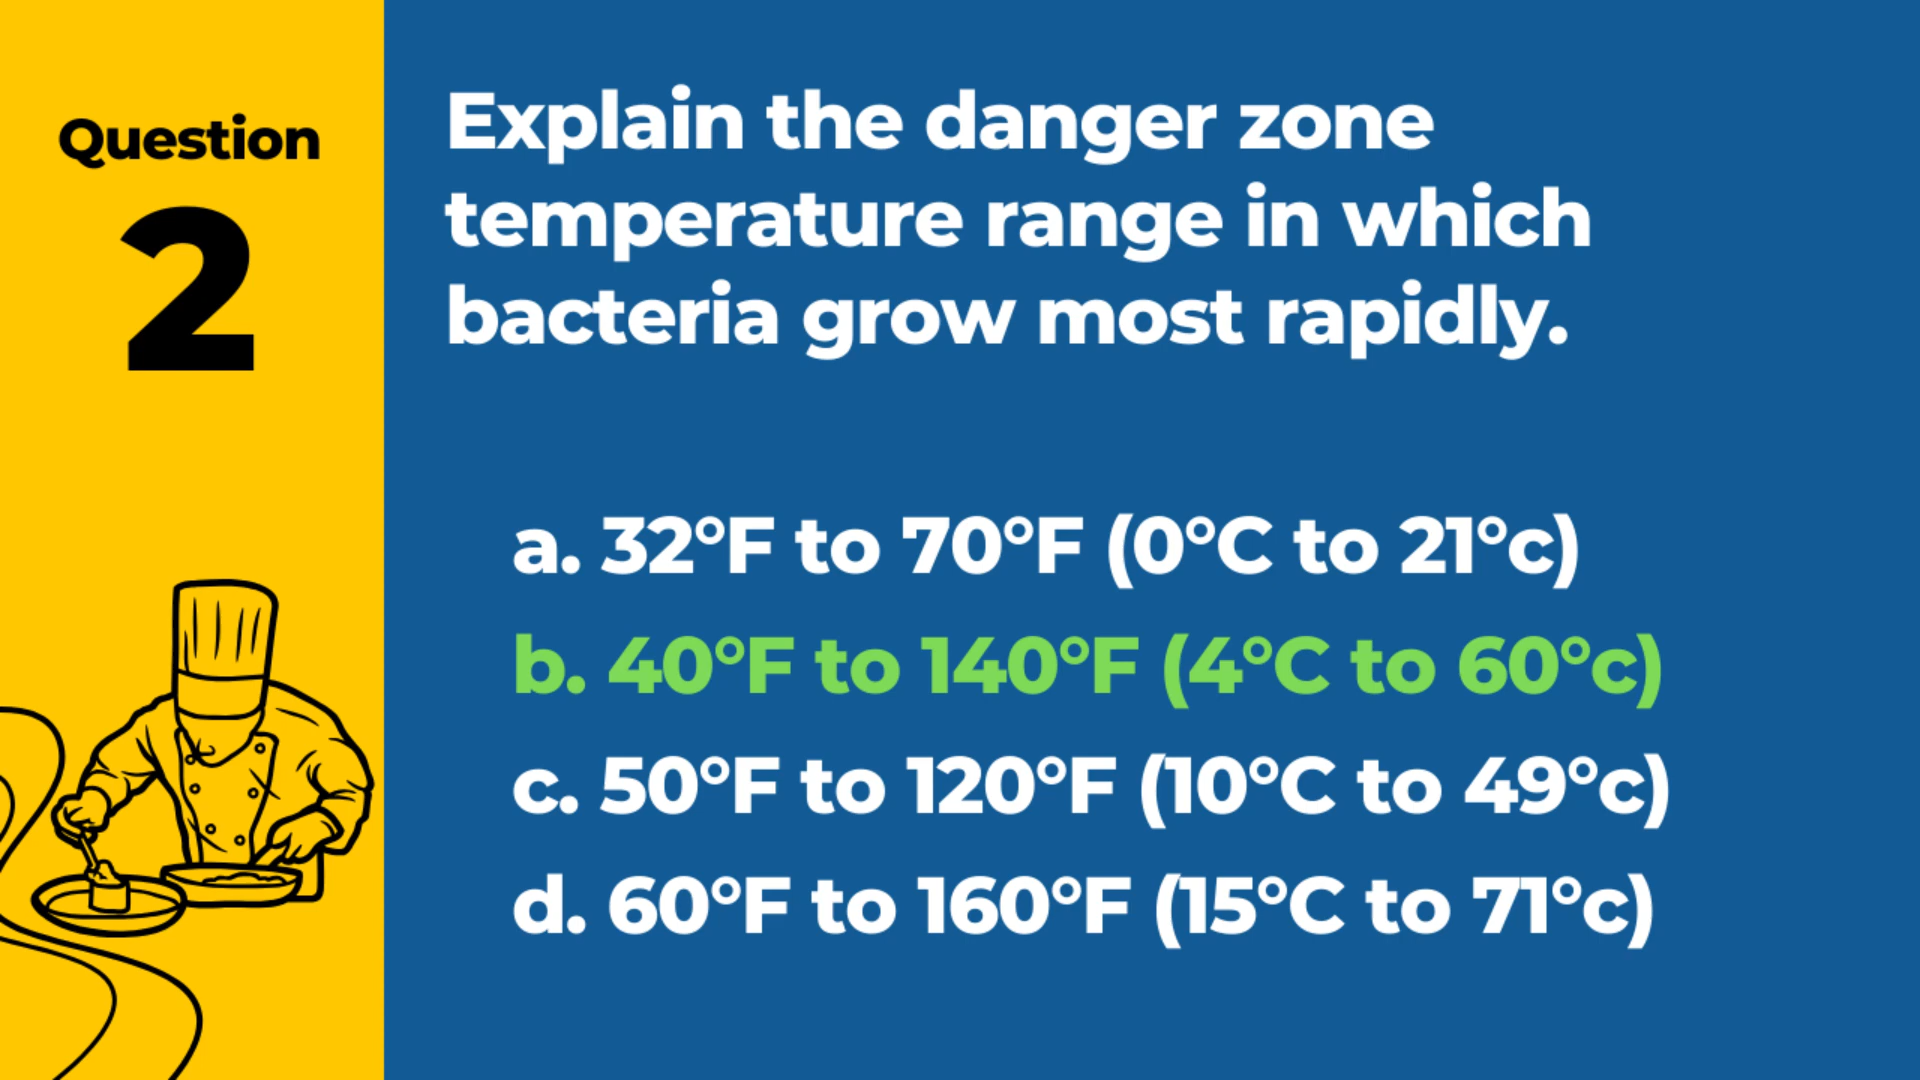 Question
2
Explain the danger zone
temperature range in which
bacteria grow most rapidly.
a. 32°F to 70°F (0°C to 21°c)
b. 40°F to 140°F (4°C to 60°c)
c. 50°F to 120°F (10°C to 49°c)
d. 60°F to 160°F (15°C to 71°c)